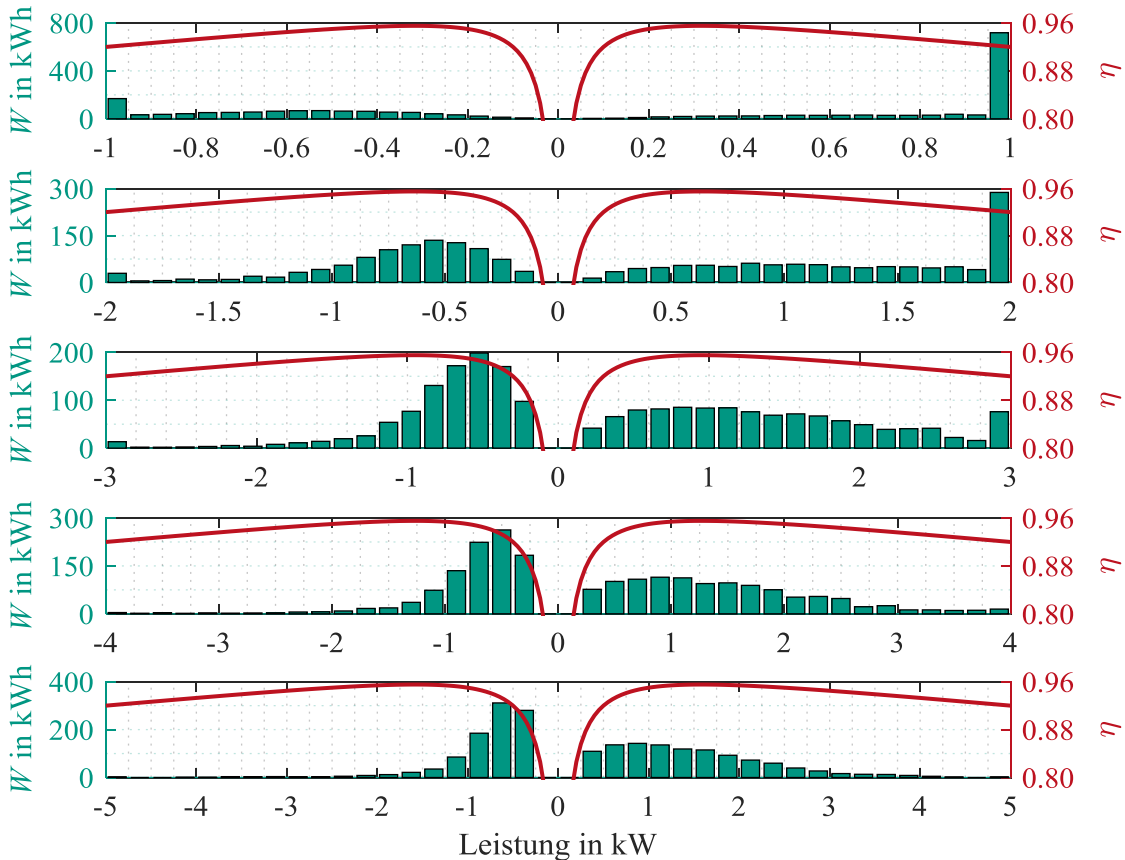 W in kWh
800
400
0
0.96
0.88
0.80
η
-1 -0.8 -0.6 -0.4 -0.2 0 0.2 0.4 0.6 0.8 1
W in kWh
300
150
0
0.96
0.88
0.80
η
-2 -1.5 -1 -0.5 0 0.5 1 1.5 2
W in kWh
200
100
0
0.96
0.88
0.80
η
-3 -2 -1 0 1 2 3
W in kWh
300
150
0
0.96
0.88
0.80
η
-4 -3 -2 -1 0 1 2 3 4
W in kWh
400
200
0
0.96
0.88
0.80
η
-5 -4 -3 -2 -1 0 1 2 3 4 5
Leistung in kW